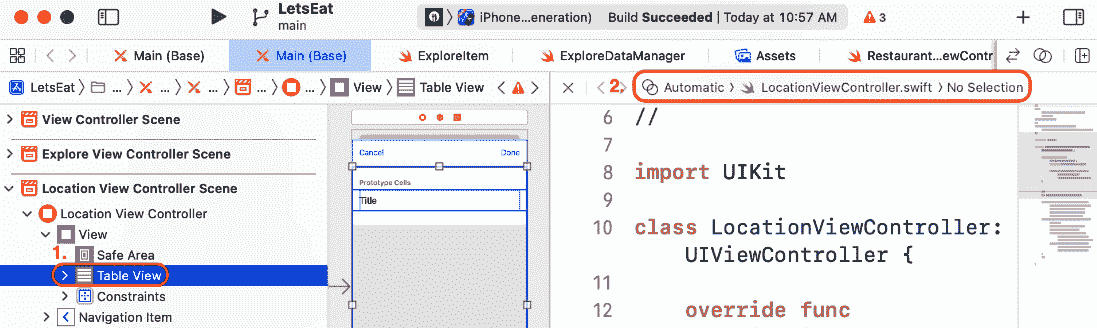 LetsEat
main
iPhone...eneration)
Build Succeeded | Today at 10:57 AM
3
Main (Base)
Main (Base)
ExploreItem
ExploreDataManager
Assets
Restaurant...ewContr
LetsEat
View
Table View
2.
Automatic
LocationViewController.swift
No Selection
View Controller Scene
Explore View Controller Scene
Location View Controller Scene
Location View Controller
View
1.
Safe Area
Table View
Constraints
Navigation Item
Cancel
Done
Prototype Cells
Title
6 //
7
8 import UIKit
9
10 class LocationViewController:
UIViewController {
11
12 override func